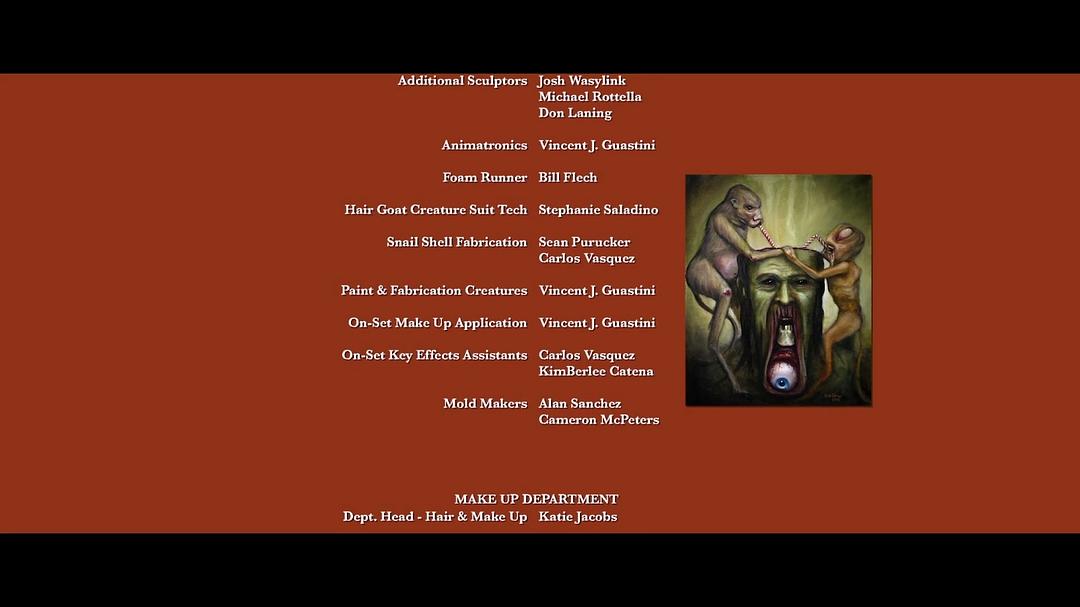 Additional Sculptors Josh Wasylink
Michael Rottella
Don Laning
Animatronics Vincent J. Guastini
Foam Runner Bill Flech
Hair Goat Creature Suit Tech Stephanie Saladino
Snail Shell Fabrication Sean Purucker
Carlos Vasquez
Paint & Fabrication Creatures Vincent J. Guastini
On-Set Make Up Application Vincent J. Guastini
On-Set Key Effects Assistants Carlos Vasquez
KimBerlee Catena
Mold Makers Alan Sanchez
Cameron McPeters
MAKE UP DEPARTMENT
Dept. Head - Hair & Make Up Katie Jacobs